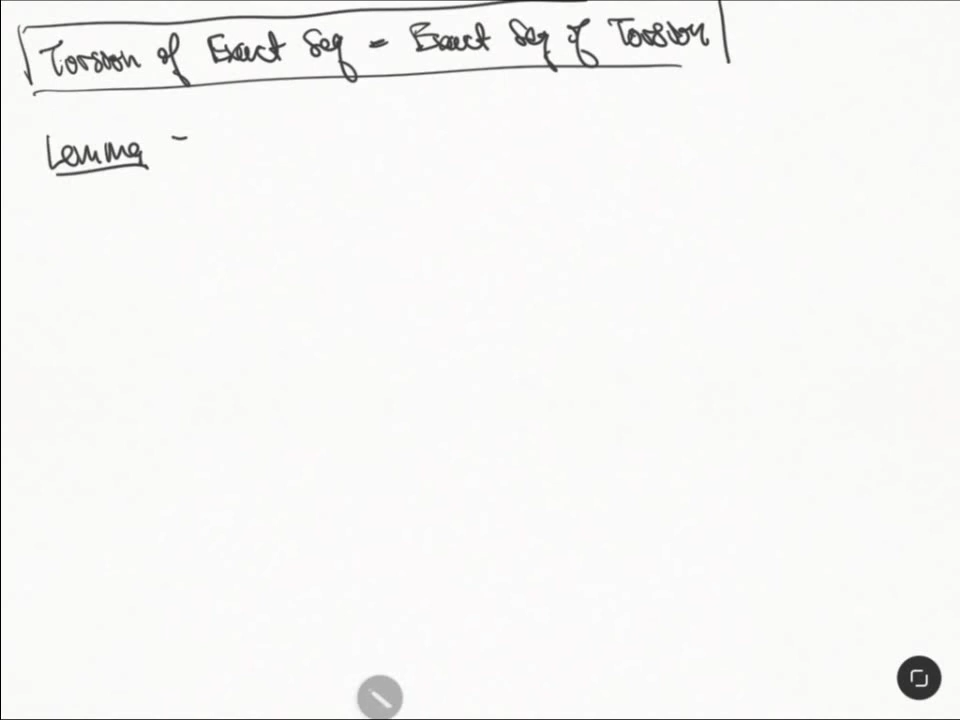 Torsion of Exact Seq = Exact Seq of Torsion
Lemma -